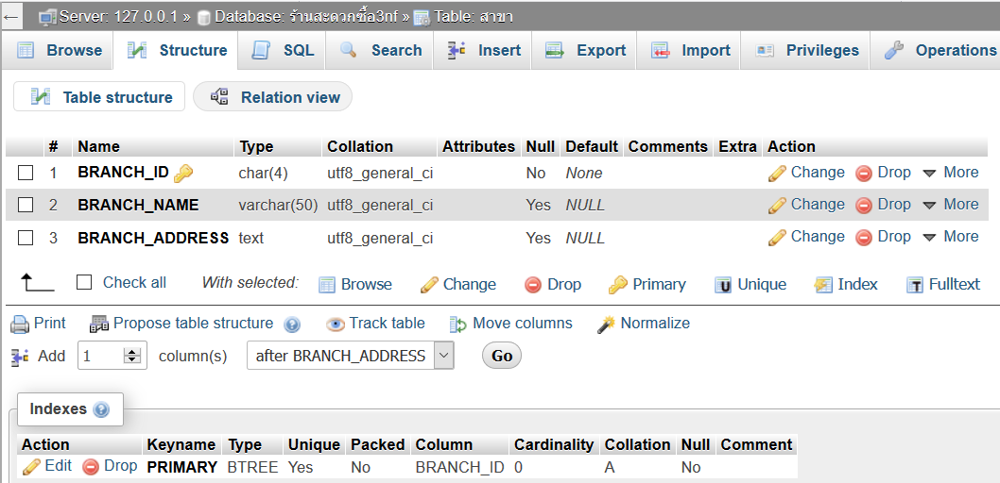 ← Server: 127.0.0.1 » Database: ร้านสะดวกซื้อ3nf » Table: สาขา
Browse Structure SQL Search Insert Export Import Privileges Operations
Table structure Relation view
# Name Type Collation Attributes Null Default Comments Extra Action
1 BRANCH_ID char(4) utf8_general_ci No None Change Drop More
2 BRANCH_NAME varchar(50) utf8_general_ci Yes NULL Change Drop More
3 BRANCH_ADDRESS text utf8_general_ci Yes NULL Change Drop More
Check all With selected: Browse Change Drop Primary Unique Index Fulltext
Print Propose table structure Track table Move columns Normalize
Add 1 column(s) after BRANCH_ADDRESS Go
Indexes
Action Keyname Type Unique Packed Column Cardinality Collation Null Comment
Edit Drop PRIMARY BTREE Yes No BRANCH_ID 0 A No